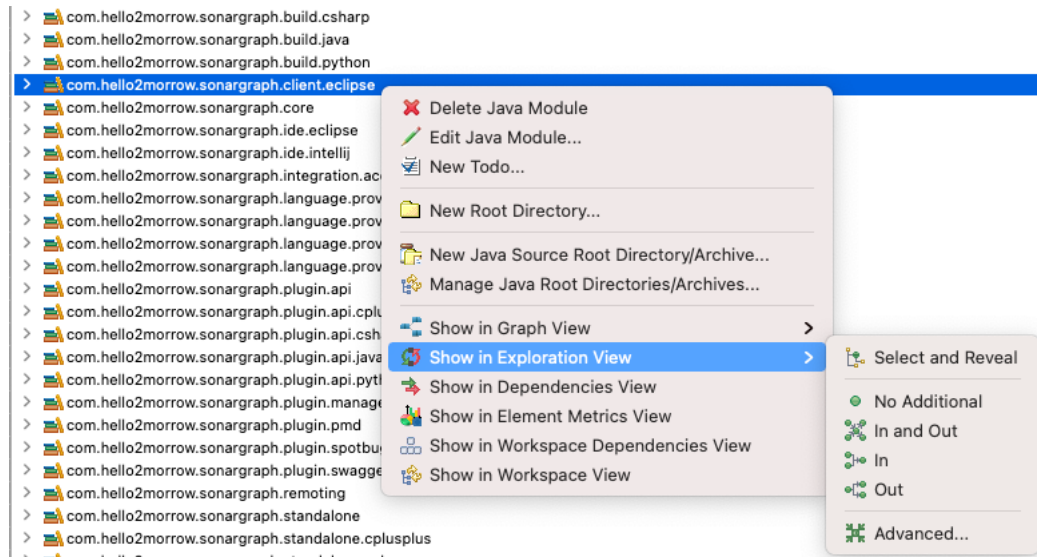 com.hello2morrow.sonargraph.build.csharp
com.hello2morrow.sonargraph.build.java
com.hello2morrow.sonargraph.build.python
com.hello2morrow.sonargraph.client.eclipse
com.hello2morrow.sonargraph.core
com.hello2morrow.sonargraph.ide.eclipse
com.hello2morrow.sonargraph.ide.intellij
com.hello2morrow.sonargraph.integration.ac
com.hello2morrow.sonargraph.language.prov
com.hello2morrow.sonargraph.language.prov
com.hello2morrow.sonargraph.language.prov
com.hello2morrow.sonargraph.language.prov
com.hello2morrow.sonargraph.plugin.api
com.hello2morrow.sonargraph.plugin.api.cplu
com.hello2morrow.sonargraph.plugin.api.csh
com.hello2morrow.sonargraph.plugin.api.java
com.hello2morrow.sonargraph.plugin.api.pyt
com.hello2morrow.sonargraph.plugin.manage
com.hello2morrow.sonargraph.plugin.pmd
com.hello2morrow.sonargraph.plugin.spotbu
com.hello2morrow.sonargraph.plugin.swagge
com.hello2morrow.sonargraph.remoting
com.hello2morrow.sonargraph.standalone
com.hello2morrow.sonargraph.standalone.cplusplus
Delete Java Module
Edit Java Module...
New Todo...
New Root Directory...
New Java Source Root Directory/Archive...
Manage Java Root Directories/Archives...
Show in Graph View
Show in Exploration View
Show in Dependencies View
Show in Element Metrics View
Show in Workspace Dependencies View
Show in Workspace View
Select and Reveal
No Additional
In and Out
In
Out
Advanced...